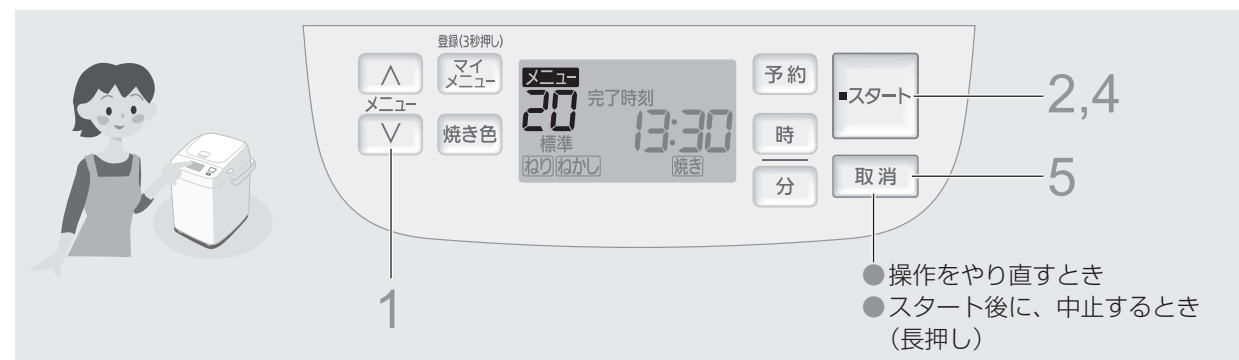 登録(3秒押し)
∧
マイ
メニュー
メニュー
∨
焼き色
メニュー
20
完了時刻
13:30
標準
ねり ねかし 焼き
予約
時
分
■スタート
取消
2,4
5
1
●操作をやり直すとき
●スタート後に、中止するとき
(長押し)